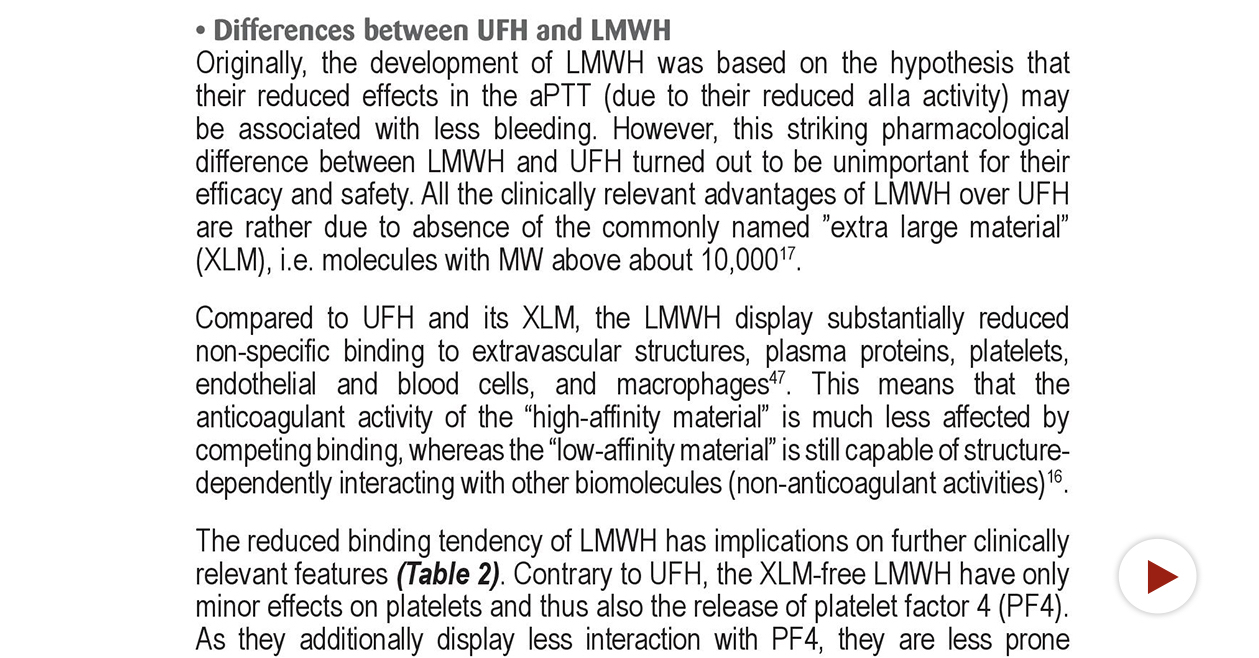 • Differences between UFH and LMWH
Originally, the development of LMWH was based on the hypothesis that
their reduced effects in the aPTT (due to their reduced aIIa activity) may
be associated with less bleeding. However, this striking pharmacological
difference between LMWH and UFH turned out to be unimportant for their
efficacy and safety. All the clinically relevant advantages of LMWH over UFH
are rather due to absence of the commonly named ”extra large material”
(XLM), i.e. molecules with MW above about 10,000¹⁷.
Compared to UFH and its XLM, the LMWH display substantially reduced
non-specific binding to extravascular structures, plasma proteins, platelets,
endothelial and blood cells, and macrophages⁴⁷. This means that the
anticoagulant activity of the “high-affinity material” is much less affected by
competing binding, whereas the “low-affinity material” is still capable of structure-
dependently interacting with other biomolecules (non-anticoagulant activities)¹⁶.
The reduced binding tendency of LMWH has implications on further clinically
relevant features (Table 2). Contrary to UFH, the XLM-free LMWH have only
minor effects on platelets and thus also the release of platelet factor 4 (PF4).
As they additionally display less interaction with PF4, they are less prone